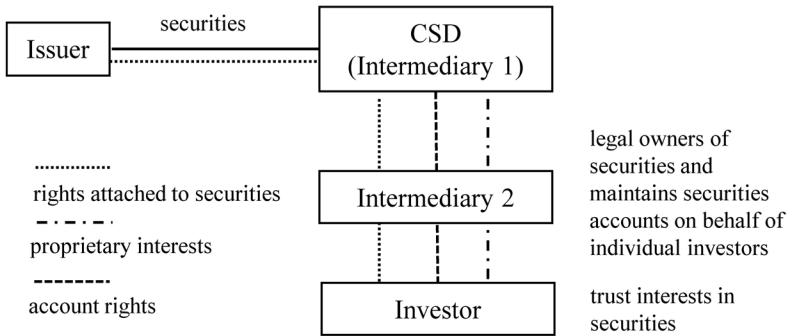 securities
Issuer
CSD
(Intermediary 1)
rights attached to securities
proprietary interests
account rights
Intermediary 2
legal owners of
securities and
maintains securities
accounts on behalf of
individual investors
Investor
trust interests in
securities